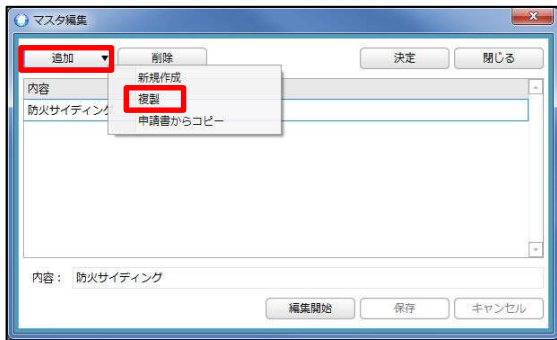 マスタ編集
追加 ▼ 削除 決定 閉じる
新規作成
複製
申請書からコピー
内容
防火サイディング
内容： 防火サイディング
編集開始 保存 キャンセル